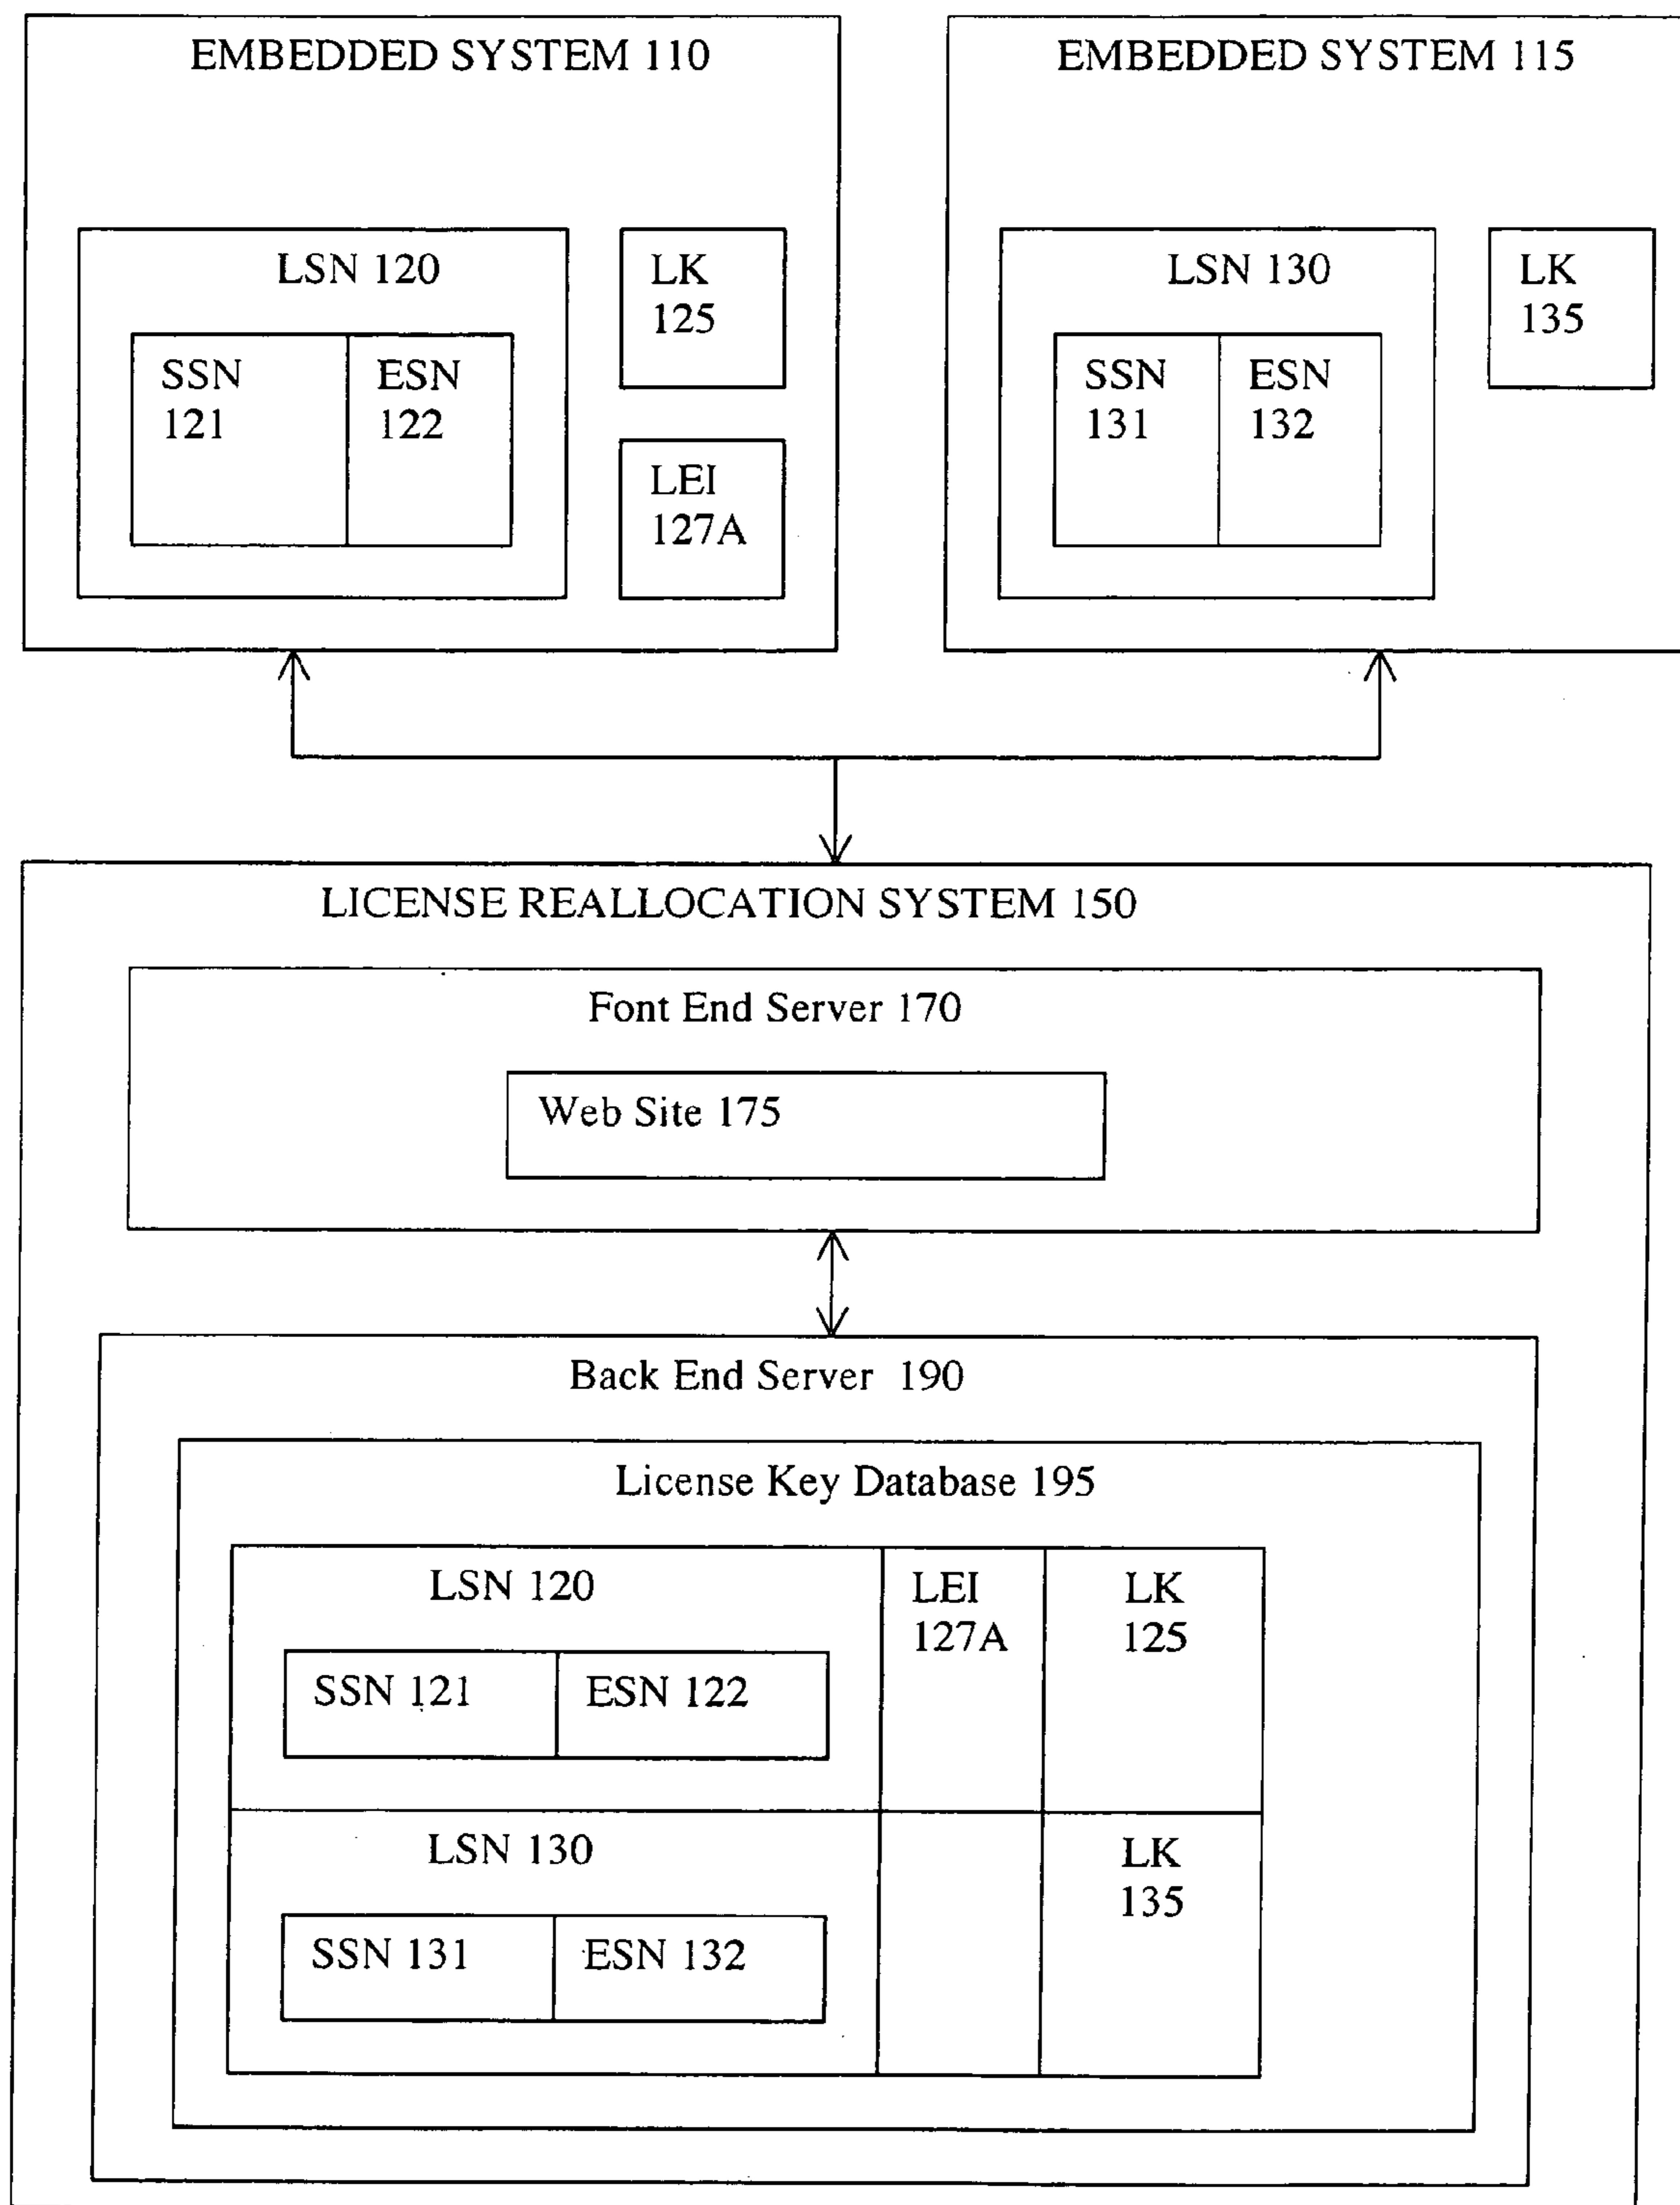 EMBEDDED SYSTEM 110
LSN 120
SSN
121
ESN
122
LK
125
LEI
127A
EMBEDDED SYSTEM 115
LSN 130
SSN
131
ESN
132
LK
135
LICENSE REALLOCATION SYSTEM 150
Font End Server 170
Web Site 175
Back End Server 190
License Key Database 195
LSN 120
SSN 121
ESN 122
LEI
127A
LK
125
LSN 130
SSN 131
ESN 132
LK
135